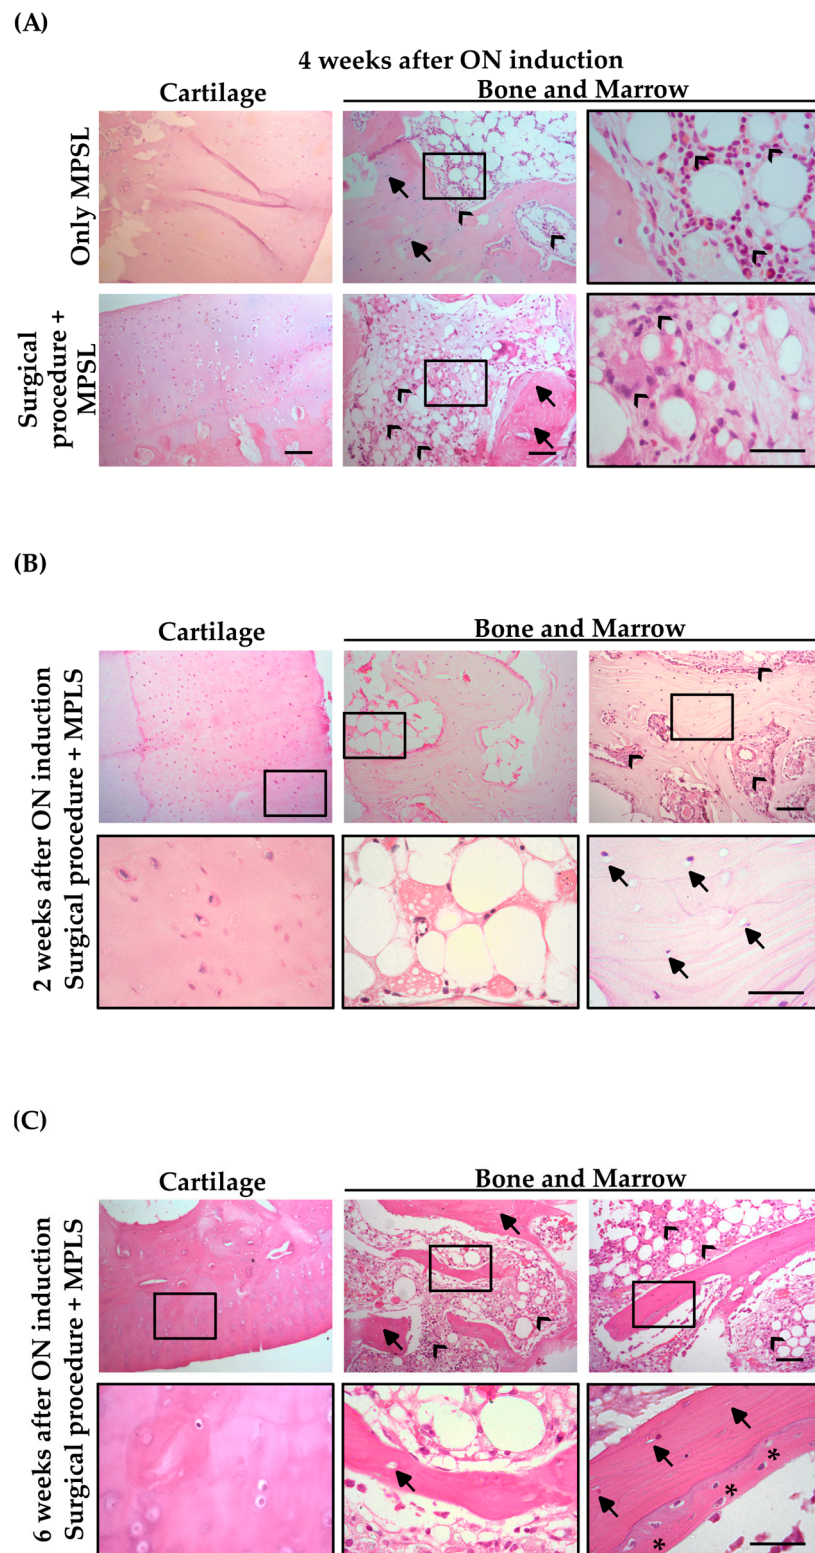 (A)
4 weeks after ON induction
Cartilage
Bone and Marrow
Only MPSL
Surgical
procedure +
MPSL
(B)
Cartilage
Bone and Marrow
2 weeks after ON induction
Surgical procedure + MPLS
*
(C)
Cartilage
Bone and Marrow
6 weeks after ON induction
Surgical procedure + MPLS
*
*
*